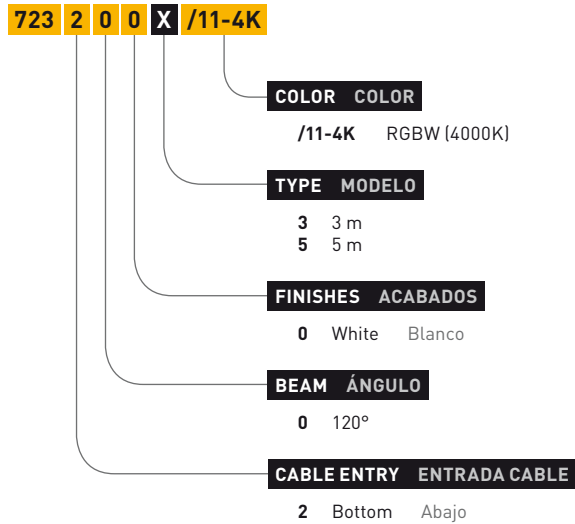 723 2 0 0 X /11-4K
COLOR COLOR
/11-4K RGBW (4000K)
TYPE MODELO
3 3 m
5 5 m
FINISHES ACABADOS
0 White Blanco
BEAM ÁNGULO
0 120°
CABLE ENTRY ENTRADA CABLE
2 Bottom Abajo